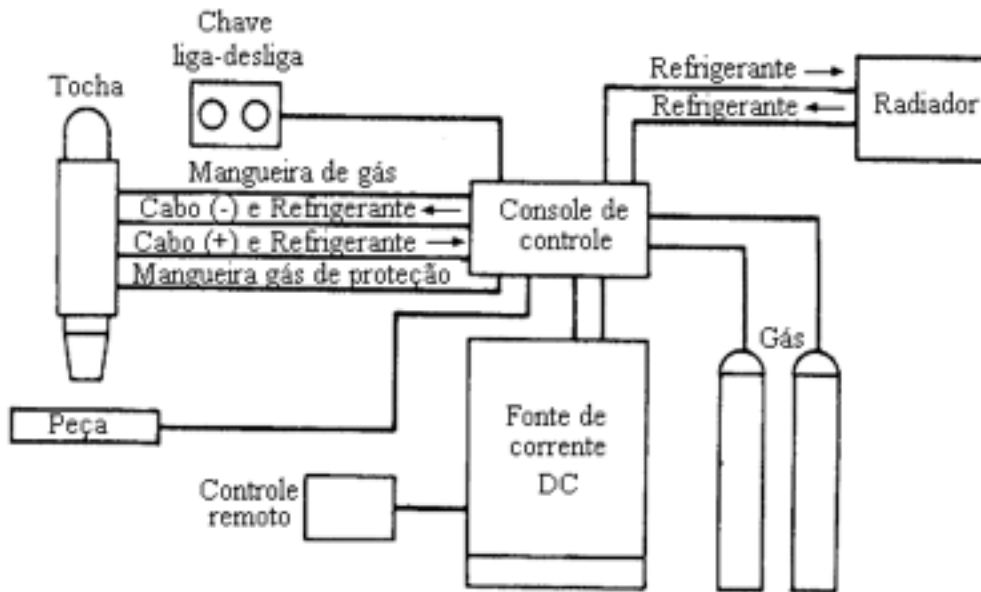 Chave
liga-desliga
Tocha
Refrigerante
Refrigerante
Radiador
Mangueira de gás
Cabo (-) e Refrigerante
Cabo (+) e Refrigerante
Mangueira gás de proteção
Console de
controle
Gás
Peça
Fonte de
corrente
DC
Controle
remoto